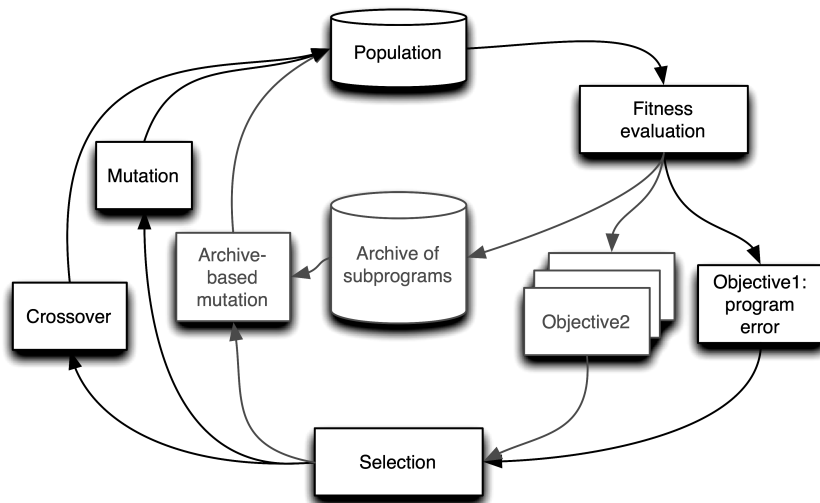 Population
Fitness
evaluation
Mutation
Archive-
based
mutation
Archive of
subprograms
Objective1:
program
error
Crossover
Objective2
Selection